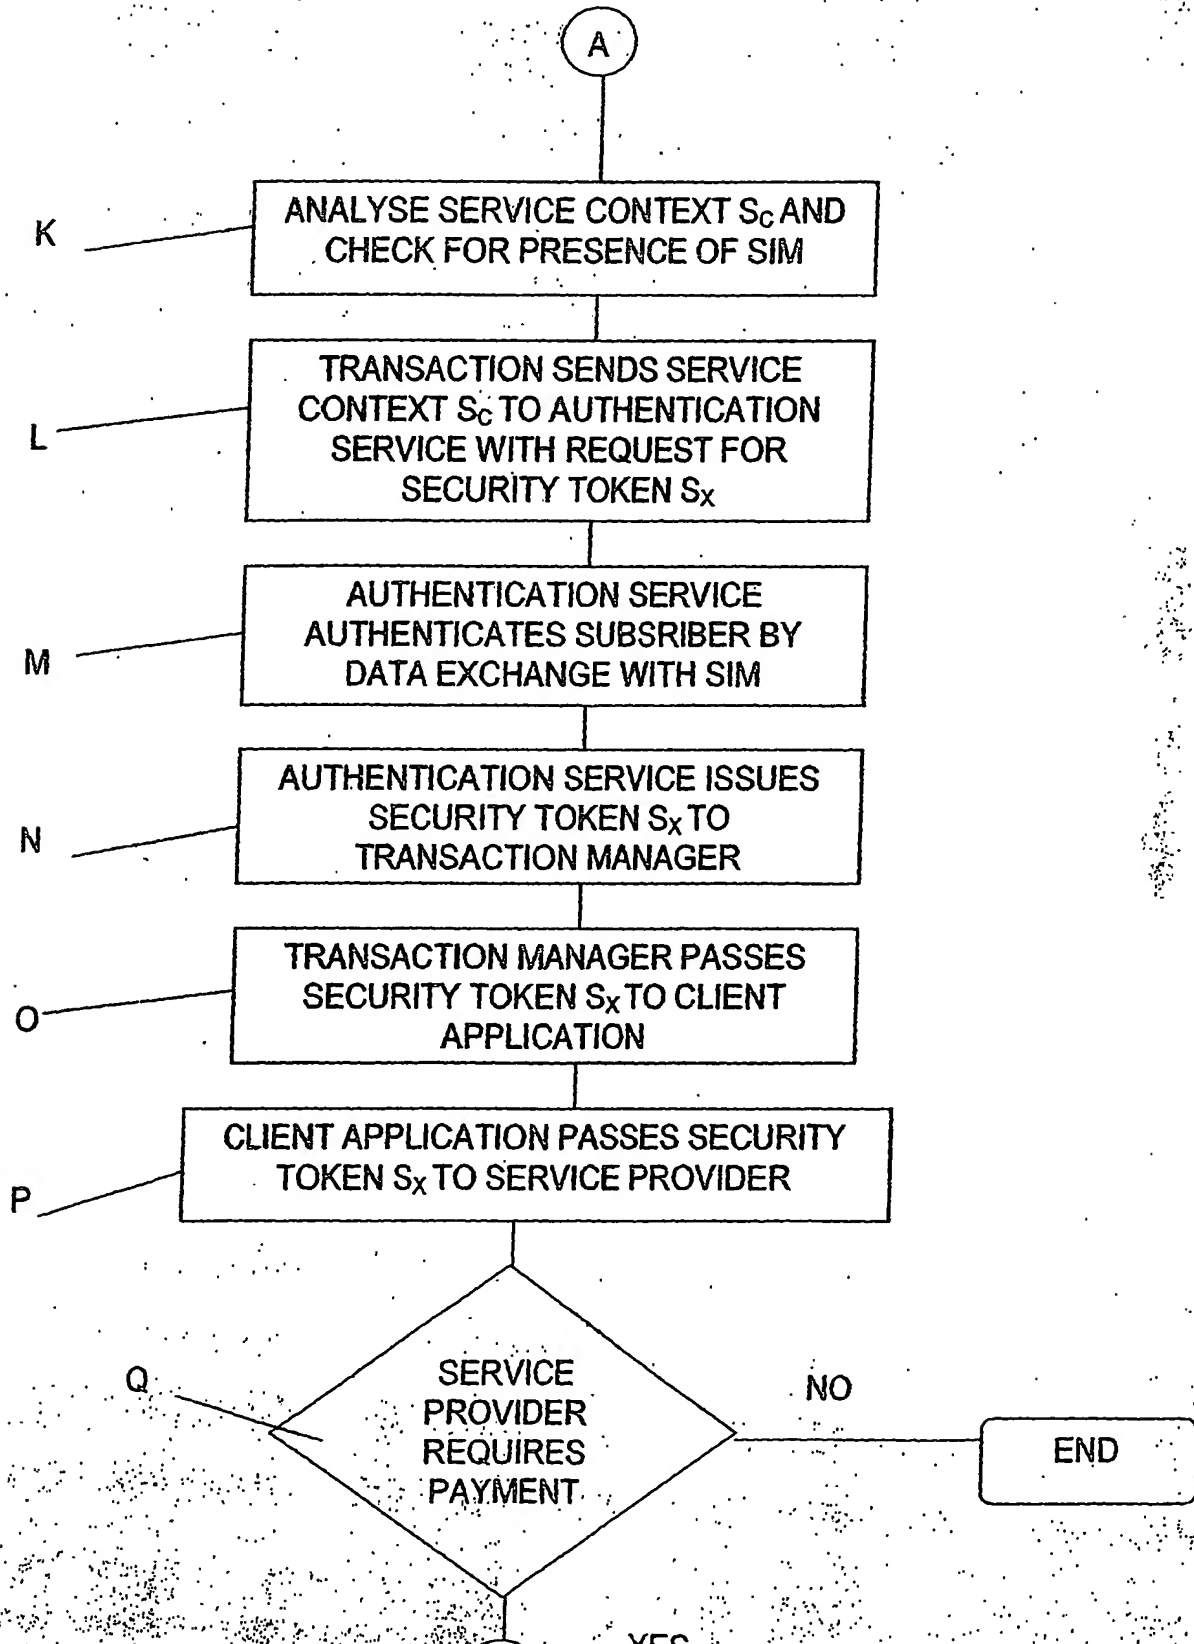 A
K
ANALYSE SERVICE CONTEXT SC AND
CHECK FOR PRESENCE OF SIM
L
TRANSACTION SENDS SERVICE
CONTEXT SC TO AUTHENTICATION
SERVICE WITH REQUEST FOR
SECURITY TOKEN SX
M
AUTHENTICATION SERVICE
AUTHENTICATES SUBSRIBER BY
DATA EXCHANGE WITH SIM
N
AUTHENTICATION SERVICE ISSUES
SECURITY TOKEN SX TO
TRANSACTION MANAGER
O
TRANSACTION MANAGER PASSES
SECURITY TOKEN SX TO CLIENT
APPLICATION
P
CLIENT APPLICATION PASSES SECURITY
TOKEN SX TO SERVICE PROVIDER
Q
SERVICE
PROVIDER
REQUIRES
PAYMENT
NO
END
YES